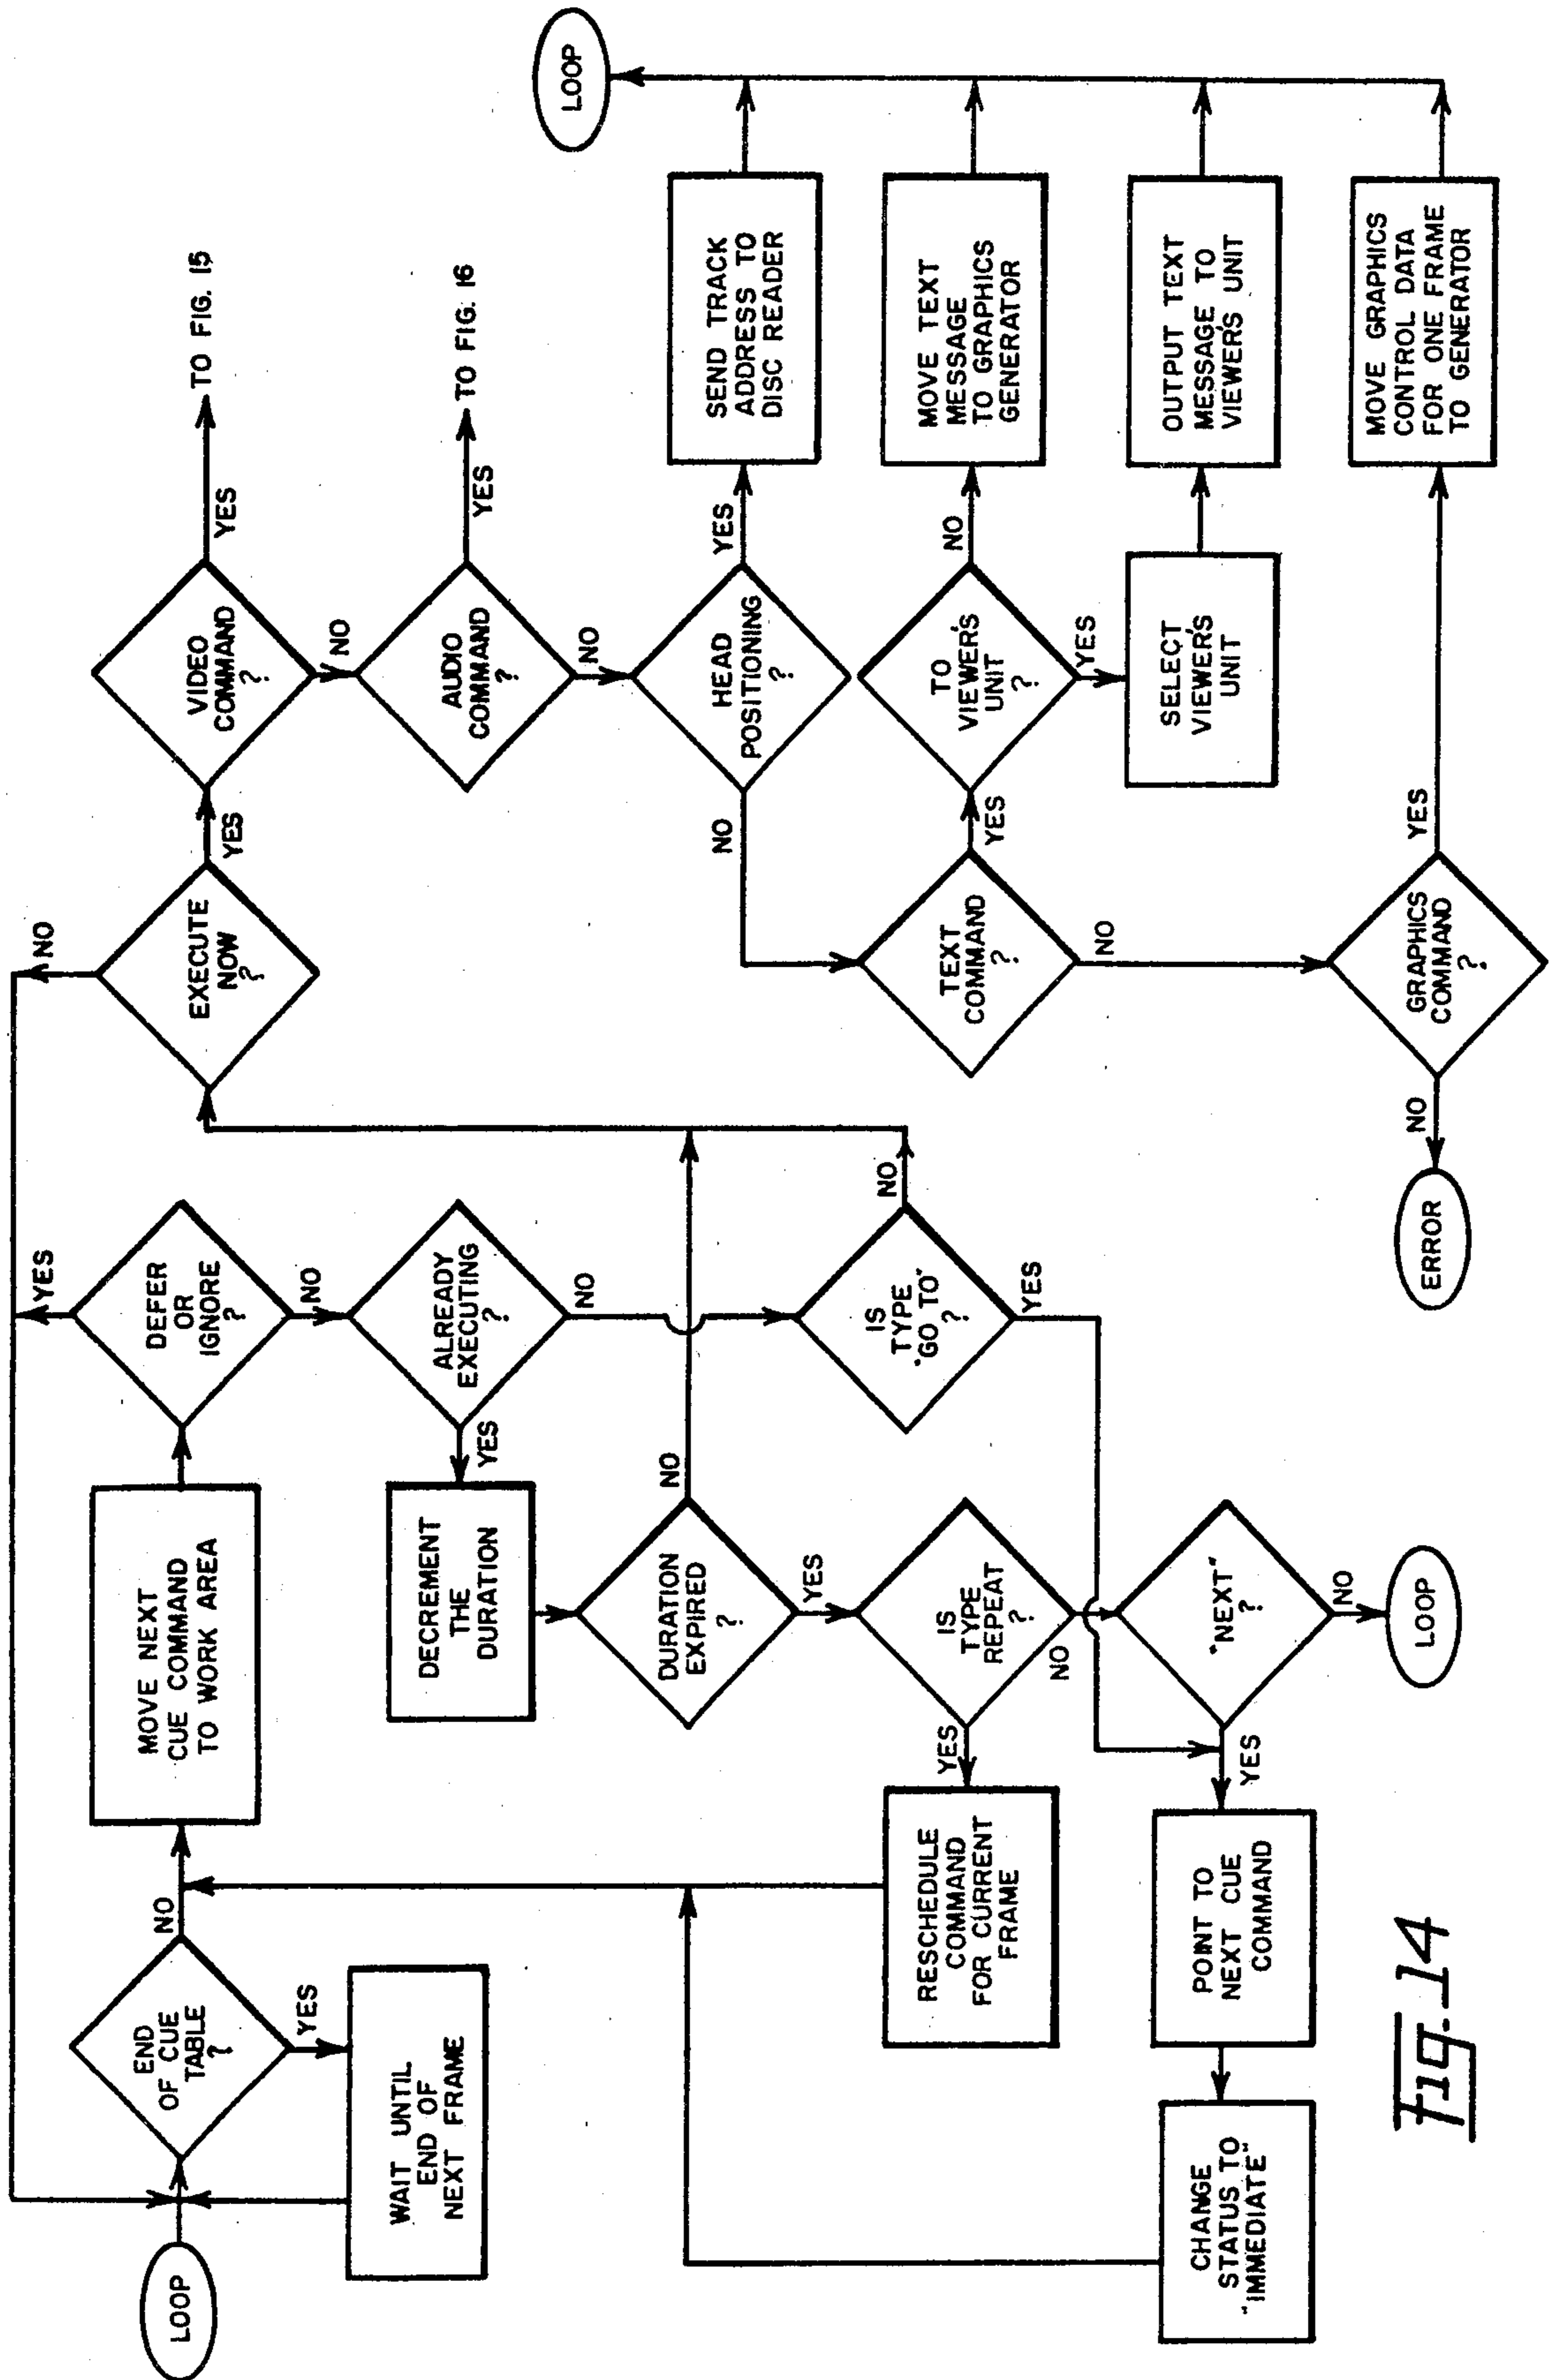 LOOP
END
OF CUE
TABLE
?
NO
YES
WAIT UNTIL
END OF
NEXT FRAME
MOVE NEXT
CUE COMMAND
TO WORK AREA
DEFER
OR
IGNORE
?
YES
NO
ALREADY
EXECUTING
?
YES
NO
DECREMENT
THE
DURATION
DURATION
EXPIRED
?
NO
YES
IS
TYPE
REPEAT
?
YES
NO
RESCHEDULE
COMMAND
FOR CURRENT
FRAME
IS
TYPE
"GO TO"
?
NO
YES
"NEXT"
?
YES
NO
LOOP
POINT TO
NEXT CUE
COMMAND
CHANGE
STATUS TO
"IMMEDIATE"
EXECUTE
NOW
?
NO
YES
VIDEO
COMMAND
?
YES
TO FIG. 15
NO
AUDIO
COMMAND
?
YES
TO FIG. 16
NO
HEAD
POSITIONING
?
YES
NO
SEND TRACK
ADDRESS TO
DISC READER
LOOP
TEXT
COMMAND
?
YES
NO
TO
VIEWER'S
UNIT
?
NO
YES
MOVE TEXT
MESSAGE
TO GRAPHICS
GENERATOR
SELECT
VIEWER'S
UNIT
OUTPUT TEXT
MESSAGE TO
VIEWER'S UNIT
GRAPHICS
COMMAND
?
YES
NO
ERROR
MOVE GRAPHICS
CONTROL DATA
FOR ONE FRAME
TO GENERATOR
Fig. 14